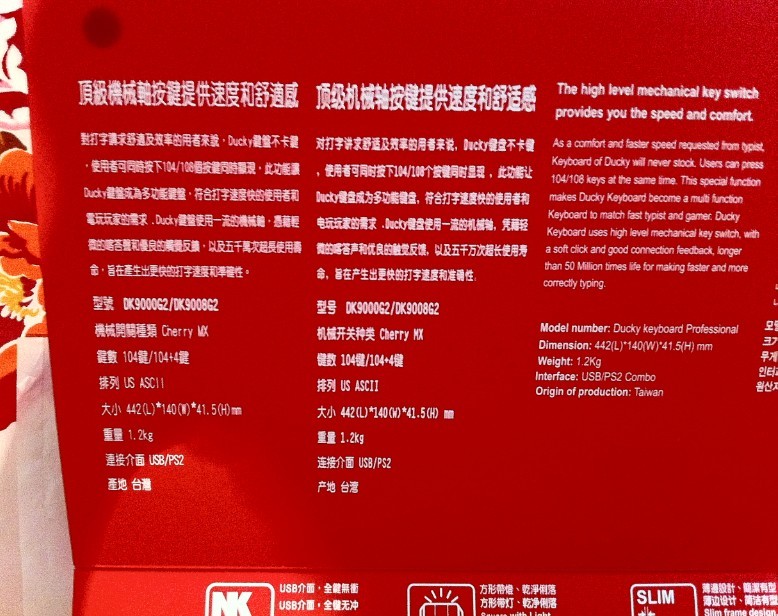 頂級機械軸按鍵提供速度和舒適感
對打字講求舒適及效率的用者來說，Ducky鍵盤不卡鍵
，使用者可同時按下104/108個按鍵同時顯現，此功能讓
Ducky鍵盤成為多功能鍵盤，符合打字速度快的使用者和
電玩玩家的需求．Ducky鍵盤使用一流的機械軸，憑藉輕
微的喀答聲和優良的觸覺反饋，以及五千萬次超長使用壽
命，旨在產生出更快的打字速度和準確性。
型號 DK9000G2/DK9008G2
機械開關種類 Cherry MX
鍵數 104鍵/104+4鍵
排列 US ASCII
大小 442(L)*140(W)*41.5(H)mm
重量 1.2kg
連接介面 USB/PS2
產地 台灣
顶级机械轴按键提供速度和舒适感
对打字讲求舒适及效率的用者来说，Ducky键盘不卡键
，使用者可同时按下104/108个按键同时显现，此功能让
Ducky键盘成为多功能键盘，符合打字速度快的使用者和
电玩玩家的需求．Ducky键盘使用一流的机械轴，凭藉轻
微的喀答声和优良的触觉反馈，以及五千万次超长使用寿
命，旨在产生出更快的打字速度和准确性.
型号 DK9000G2/DK9008G2
机械开关种类 Cherry MX
键数 104键/104+4键
排列 US ASCII
大小 442(L)*140(W)*41.5(H) mm
重量 1.2kg
连接介面 USB/PS2
产地 台湾
The high level mechanical key switch
provides you the speed and comfort.
As a comfort and faster speed requested from typist,
Keyboard of Ducky will never stock. Users can press
104/108 keys at the same time. This special function
makes Ducky Keyboard become a multi function
Keyboard to match fast typist and gamer. Ducky
Keyboard uses high level mechanical key switch, with
a soft click and good connection feedback, longer
than 50 Million times life for making faster and more
correctly typing.
Model number: Ducky keyboard Professional
Dimension: 442(L)*140(W)*41.5(H) mm
Weight: 1.2Kg
Interface: USB/PS2 Combo
Origin of production: Taiwan
모델
크기
무게
인터
원산지
NK
USB介面，全鍵無衝
USB介面，全键无冲
方形帶燈、乾淨俐落
方形带灯、乾净俐落
Square with Light
SLIM
薄邊設計、簡潔有型
薄边设计、简洁有型
Slim frame design